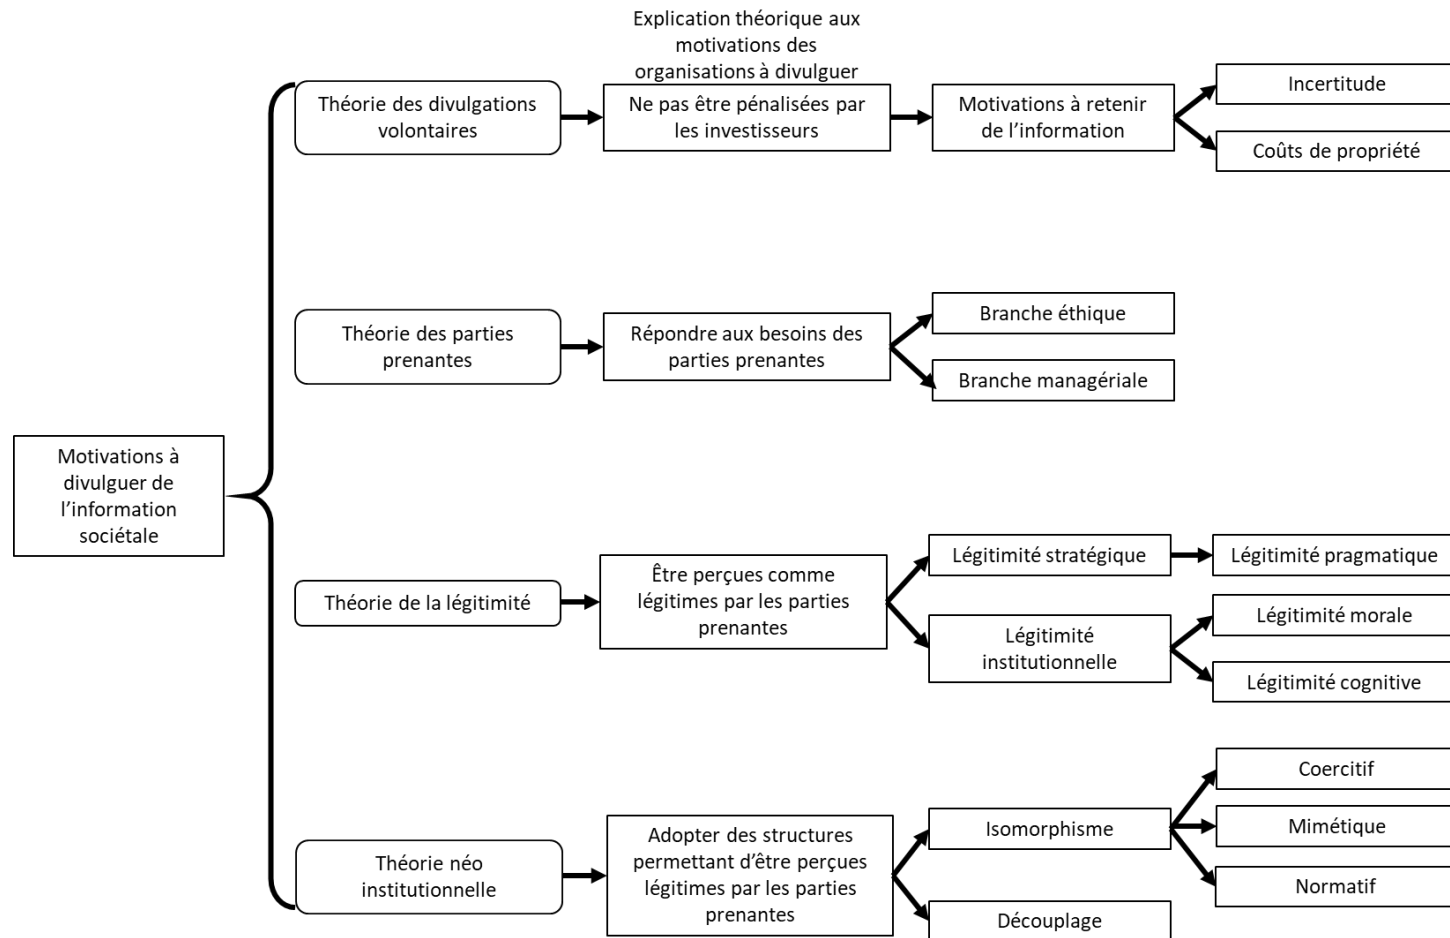 Explication théorique aux
motivations des
organisations à divulguer
Théorie des divulgations
volontaires
Ne pas être pénalisées par
les investisseurs
Motivations à retenir
de l'information
Incertitude
Coûts de propriété
Théorie des parties
prenantes
Répondre aux besoins des
parties prenantes
Branche éthique
Branche managériale
Motivations à
divulguer de
l'information
sociétale
Théorie de la légitimité
Être perçues comme
légitimes par les parties
prenantes
Légitimité stratégique
Légitimité pragmatique
Légitimité
institutionnelle
Légitimité morale
Légitimité cognitive
Théorie néo
institutionnelle
Adopter des structures
permettant d'être perçues
légitimes par les parties
prenantes
Isomorphisme
Coercitif
Mimétique
Normatif
Découplage